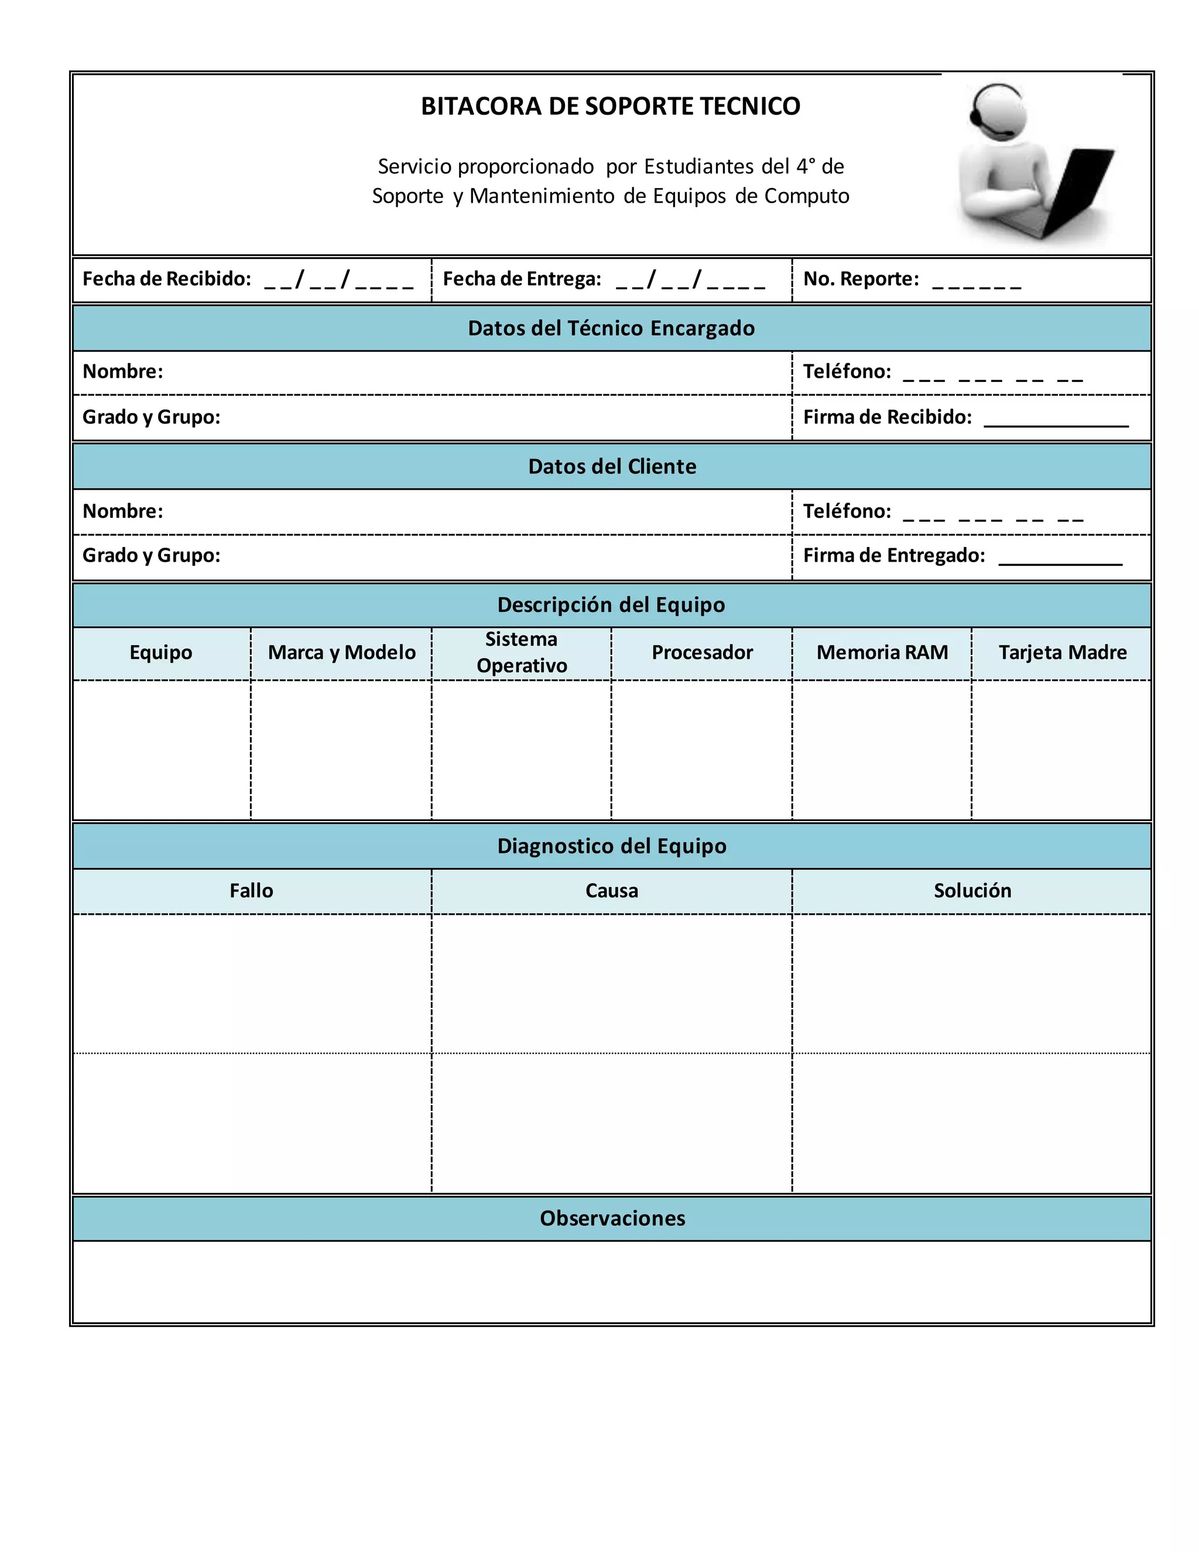 BITACORA DE SOPORTE TECNICO
Servicio proporcionado por Estudiantes del 4° de
Soporte y Mantenimiento de Equipos de Computo
Fecha de Recibido: _ _ / _ _ / _ _ _ _ Fecha de Entrega: _ _ / _ _ / _ _ _ _ No. Reporte: _ _ _ _ _ _
Datos del Técnico Encargado
Nombre: Teléfono: _ _ _ _ _ _ _ _ _ _
Grado y Grupo: Firma de Recibido: _____________
Datos del Cliente
Nombre: Teléfono: _ _ _ _ _ _ _ _ _ _
Grado y Grupo: Firma de Entregado: ___________
Descripción del Equipo
Equipo Marca y Modelo Sistema Operativo Procesador Memoria RAM Tarjeta Madre
Diagnostico del Equipo
Fallo Causa Solución
Observaciones